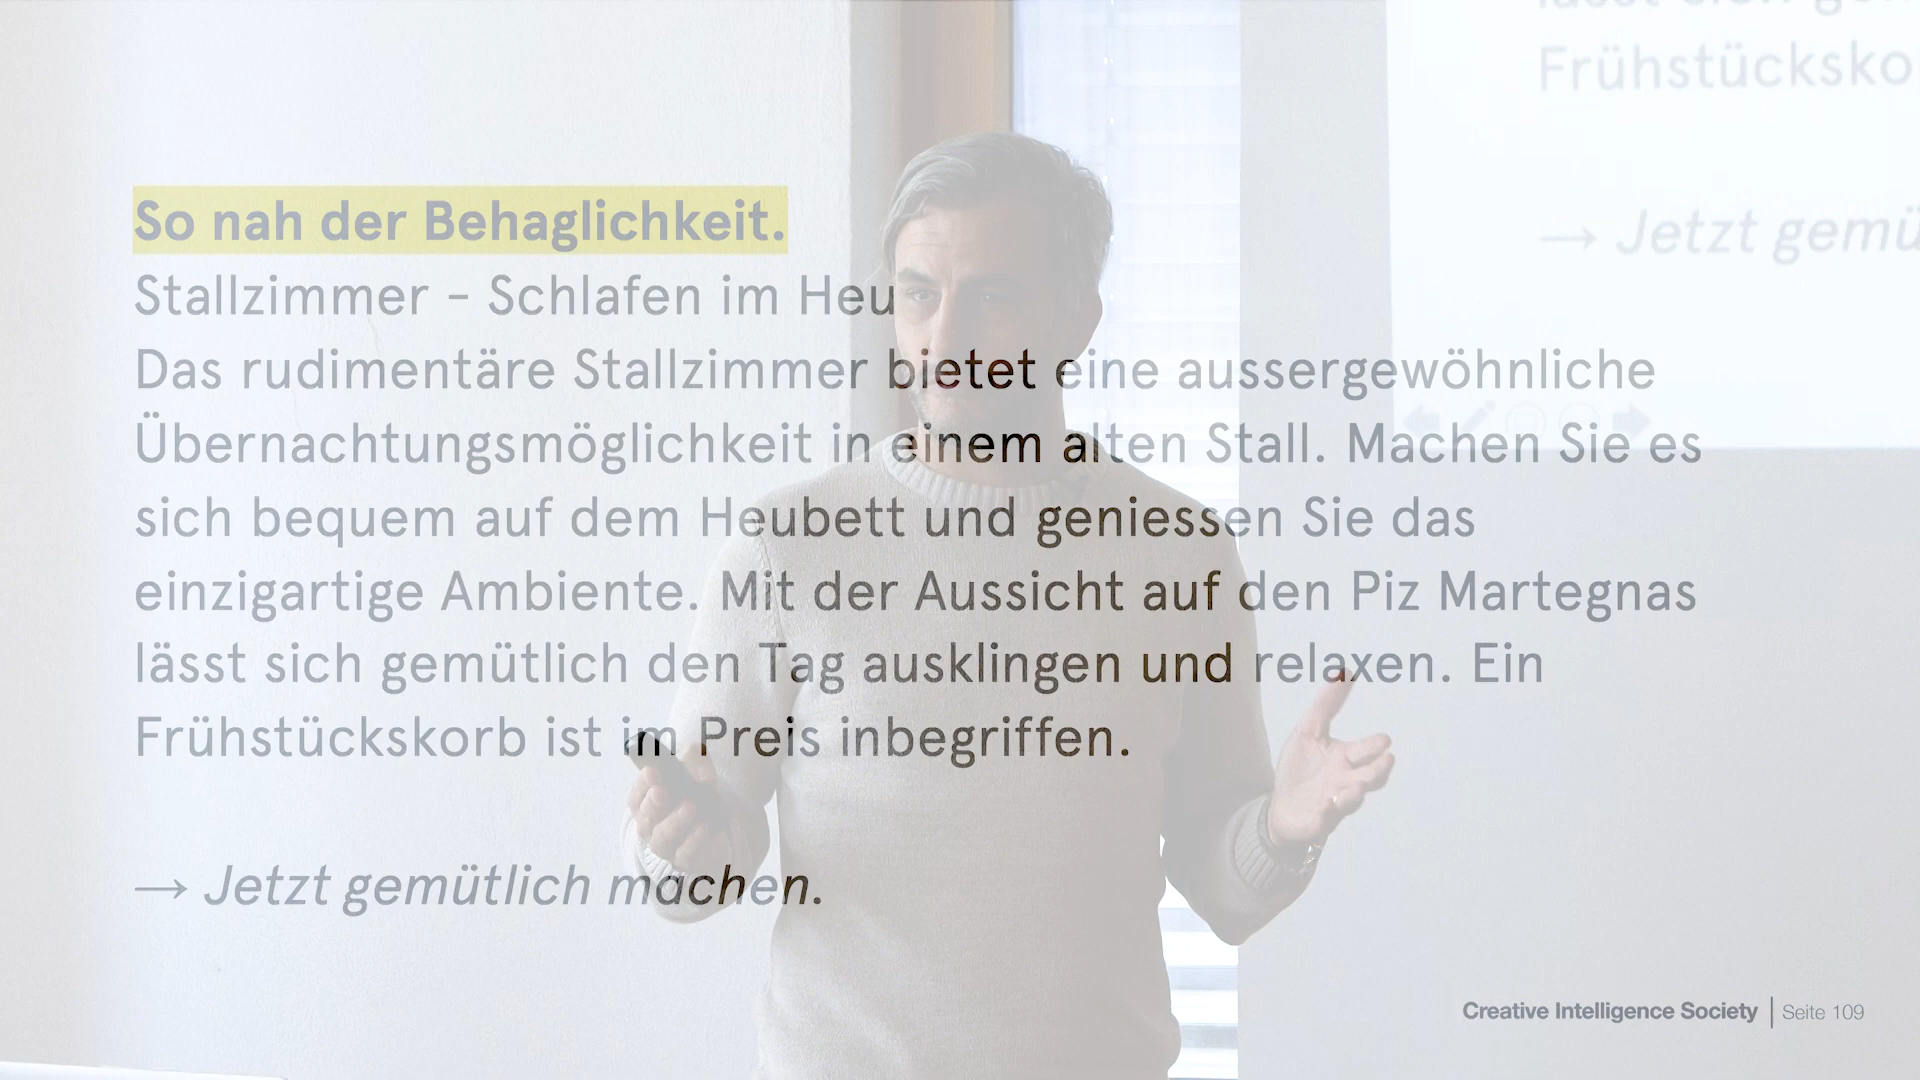 So nah der Behaglichkeit.
Stallzimmer – Schlafen im Heu
Das rudimentäre Stallzimmer bietet eine aussergewöhnliche
Übernachtungsmöglichkeit in einem alten Stall. Machen Sie es
sich bequem auf dem Heubett und geniessen Sie das
einzigartige Ambiente. Mit der Aussicht auf den Piz Martegnas
lässt sich gemütlich den Tag ausklingen und relaxen. Ein
Frühstückskorb ist im Preis inbegriffen.
→ Jetzt gemütlich machen.
Frühstücksko
→ Jetzt gemü
Creative Intelligence Society | Seite 109